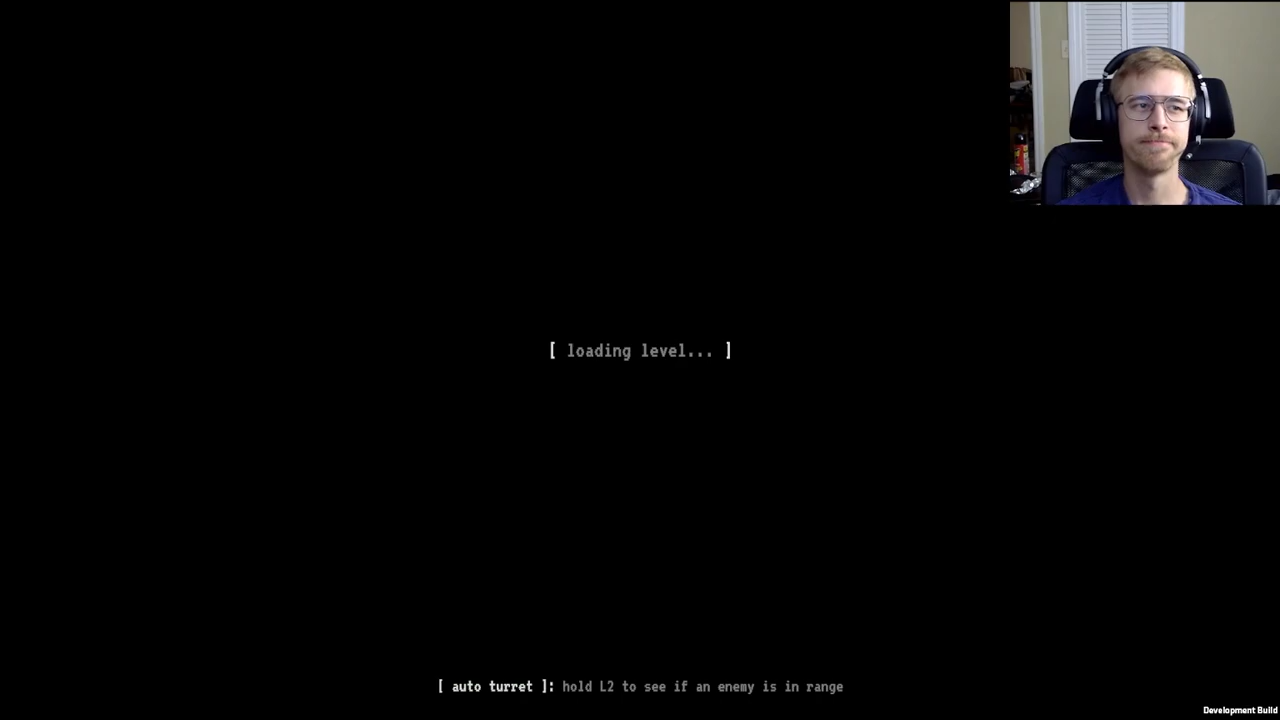 [ loading level... ]
[ auto turret ]: hold L2 to see if an enemy is in range
Development Build